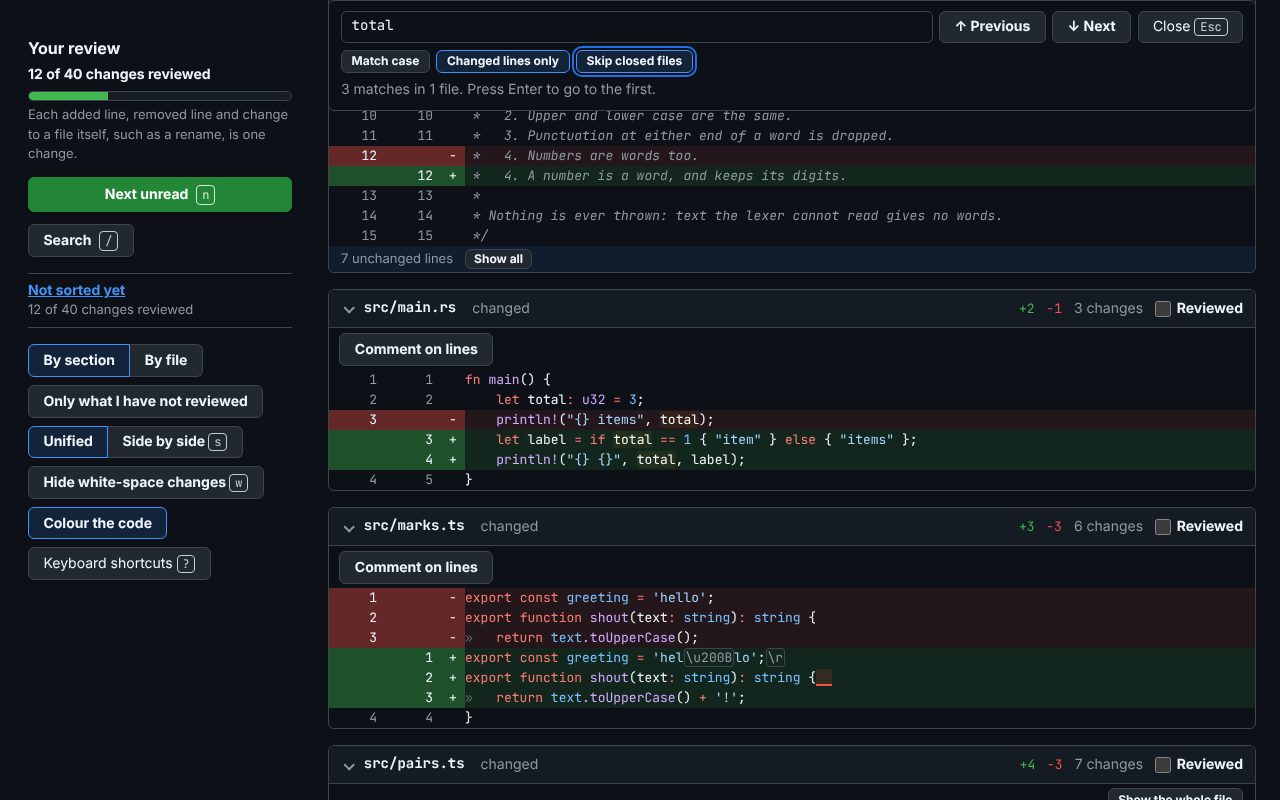 Your review
12 of 40 changes reviewed
Each added line, removed line and change
to a file itself, such as a rename, is one
change.
Next unread n
Search /
Not sorted yet
12 of 40 changes reviewed
By section By file
Only what I have not reviewed
Unified Side by side s
Hide white-space changes w
Colour the code
Keyboard shortcuts ?
total
↑ Previous ↓ Next Close Esc
Match case Changed lines only Skip closed files
3 matches in 1 file. Press Enter to go to the first.
10 10 *   2. Upper and lower case are the same.
11 11 *   3. Punctuation at either end of a word is dropped.
12 - *   4. Numbers are words too.
12 + *   4. A number is a word, and keeps its digits.
13 13 *
14 14 * Nothing is ever thrown: text the lexer cannot read gives no words.
15 15 */
7 unchanged lines Show all
src/main.rs changed +2 -1 3 changes Reviewed
Comment on lines
1 1 fn main() {
2 2     let total: u32 = 3;
3 -     println!("{} items", total);
3 +     let label = if total == 1 { "item" } else { "items" };
4 +     println!("{} {}", total, label);
4 5 }
src/marks.ts changed +3 -3 6 changes Reviewed
Comment on lines
1 - export const greeting = 'hello';
2 - export function shout(text: string): string {
3 - »   return text.toUpperCase();
1 + export const greeting = 'hel\u200Blo';\r
2 + export function shout(text: string): string {
3 + »   return text.toUpperCase() + '!';
4 4 }
src/pairs.ts changed +4 -3 7 changes Reviewed
Show the whole file